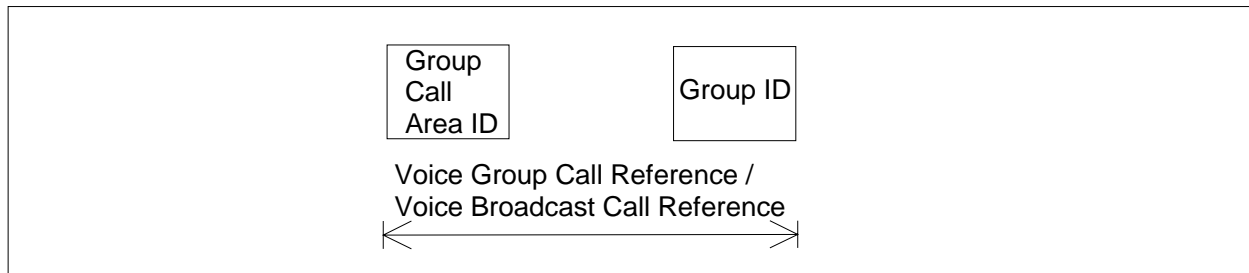 Group
Call
Area ID
Group ID
Voice Group Call Reference /
Voice Broadcast Call Reference